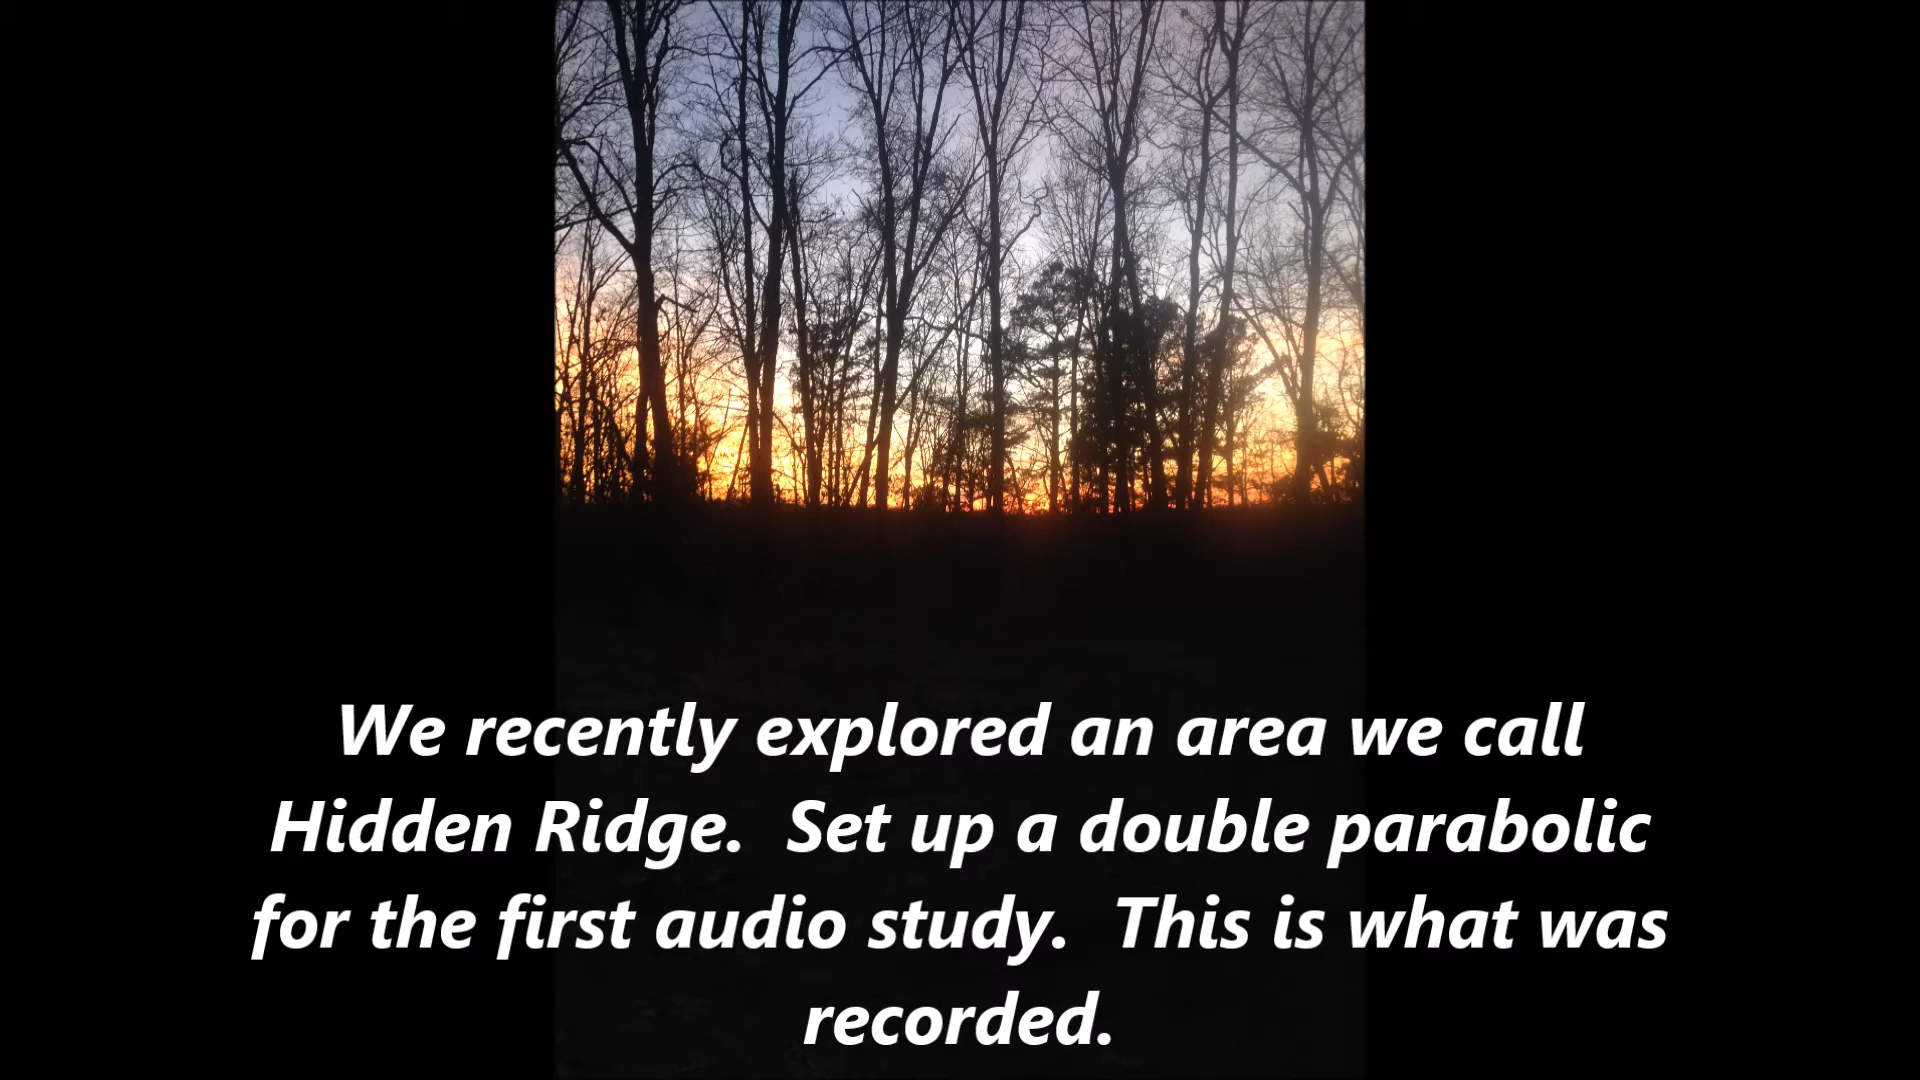 We recently explored an area we call
Hidden Ridge.  Set up a double parabolic
for the first audio study.  This is what was
recorded.